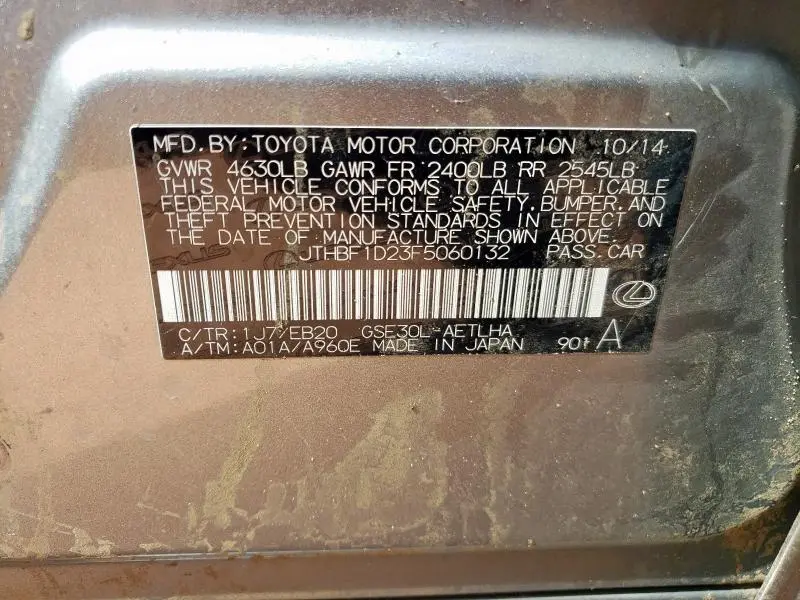 MFD.BY:TOYOTA MOTOR CORPORATION 10/14
GVWR 4630LB GAWR FR 2400LB RR 2545LB
THIS VEHICLE CONFORMS TO ALL APPLICABLE
FEDERAL MOTOR VEHICLE SAFETY,BUMPER,AND
THEFT PREVENTION STANDARDS IN EFFECT ON
THE DATE OF MANUFACTURE SHOWN ABOVE.
JTHBF1D23F5060132 PASS.CAR
C/TR:1J7/EB20 GSE30L-AETLHA
A/TM:A01A/A960E MADE IN JAPAN 90t A